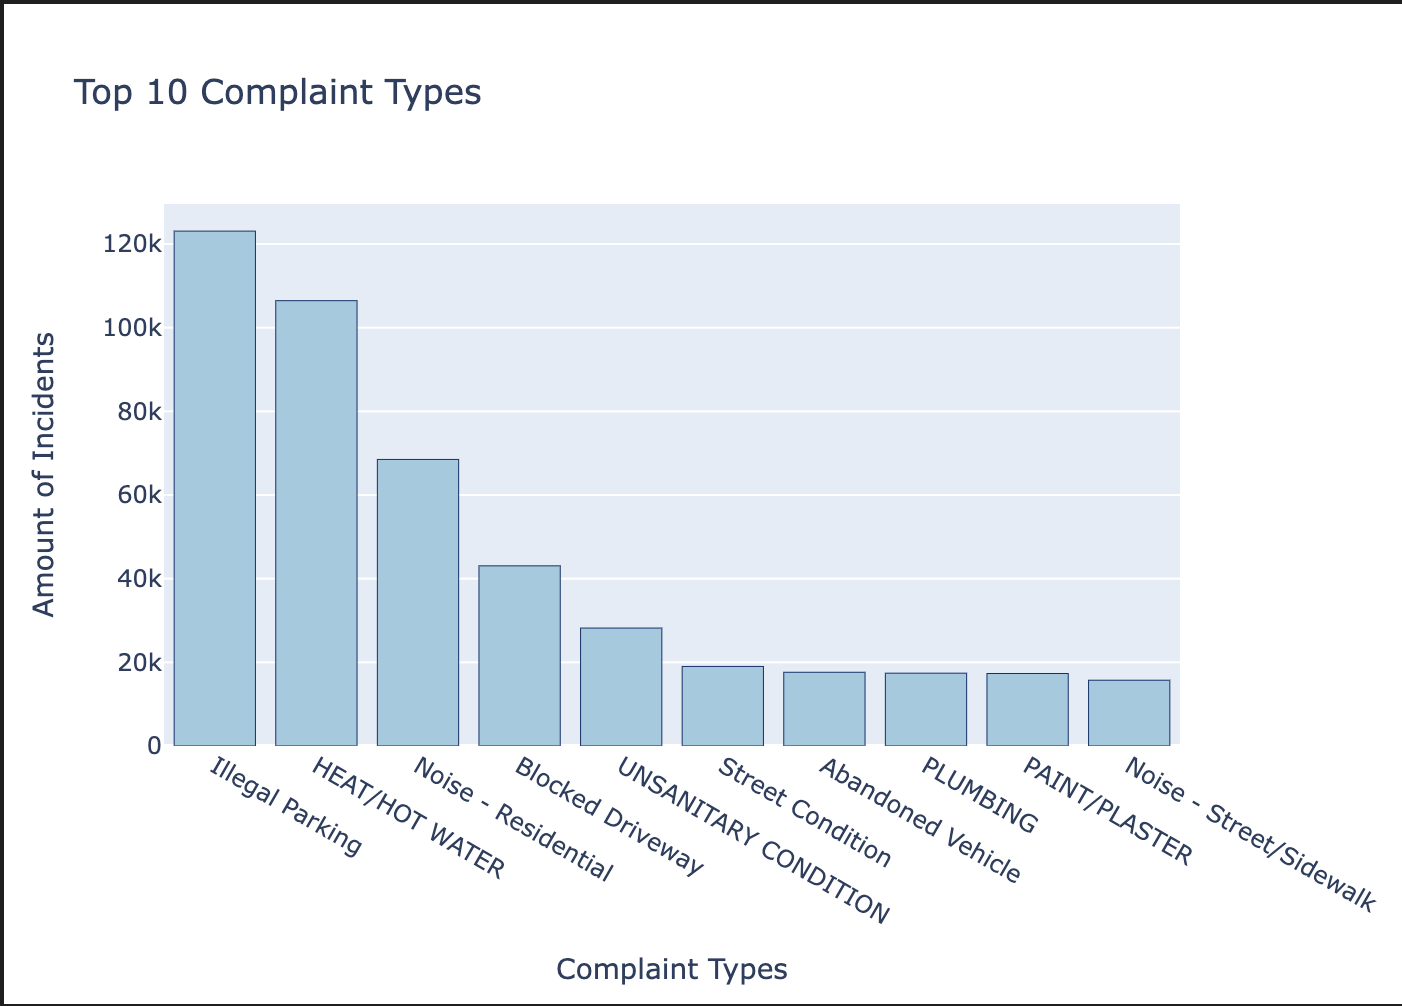 Top 10 Complaint Types
Amount of Incidents
120k
100k
80k
60k
40k
20k
0
Illegal Parking
HEAT/HOT WATER
Noise - Residential
Blocked Driveway
UNSANITARY CONDITION
Street Condition
Abandoned Vehicle
PLUMBING
PAINT/PLASTER
Noise - Street/Sidewalk
Complaint Types